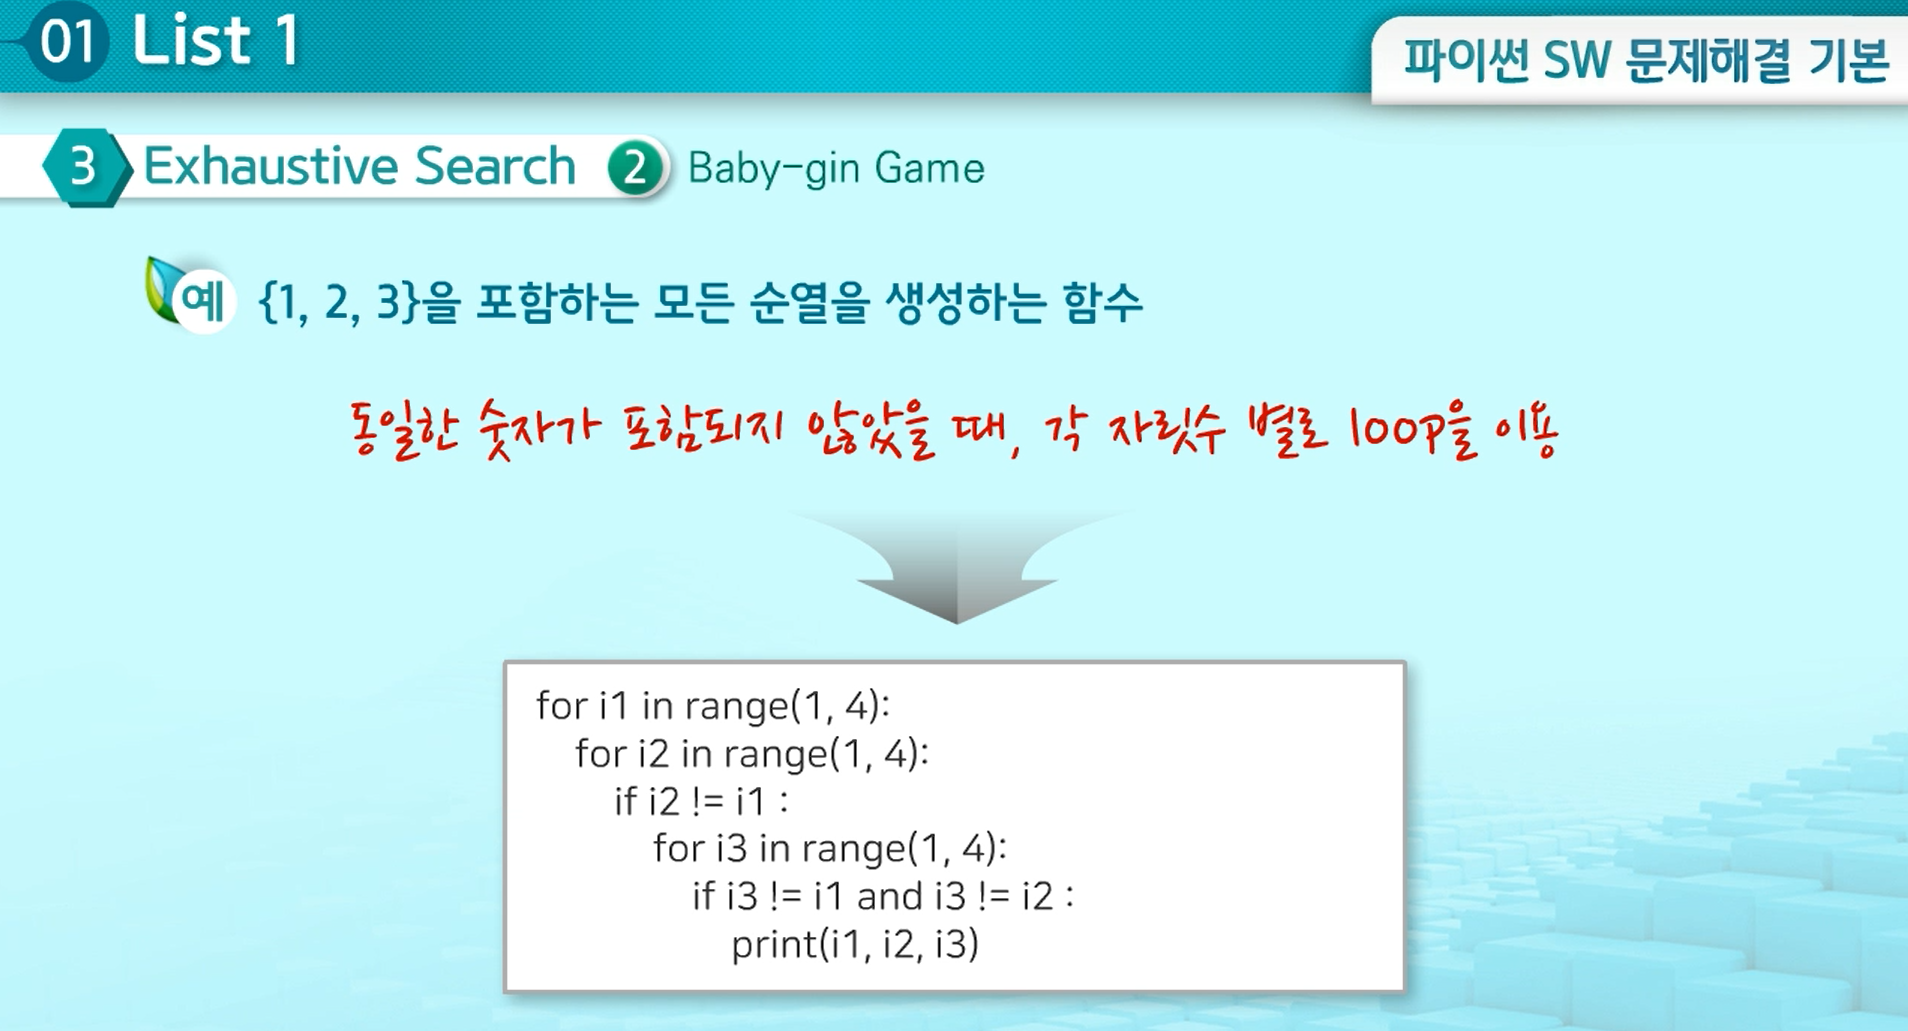 01 List 1
파이썬 SW 문제해결 기본
3 Exhaustive Search 2 Baby-gin Game
예 {1, 2, 3}을 포함하는 모든 순열을 생성하는 함수
동일한 숫자가 포함되지 않았을 때, 각 자릿수 별로 loop을 이용
for i1 in range(1, 4):
for i2 in range(1, 4):
if i2 != i1 :
for i3 in range(1, 4):
if i3 != i1 and i3 != i2 :
print(i1, i2, i3)